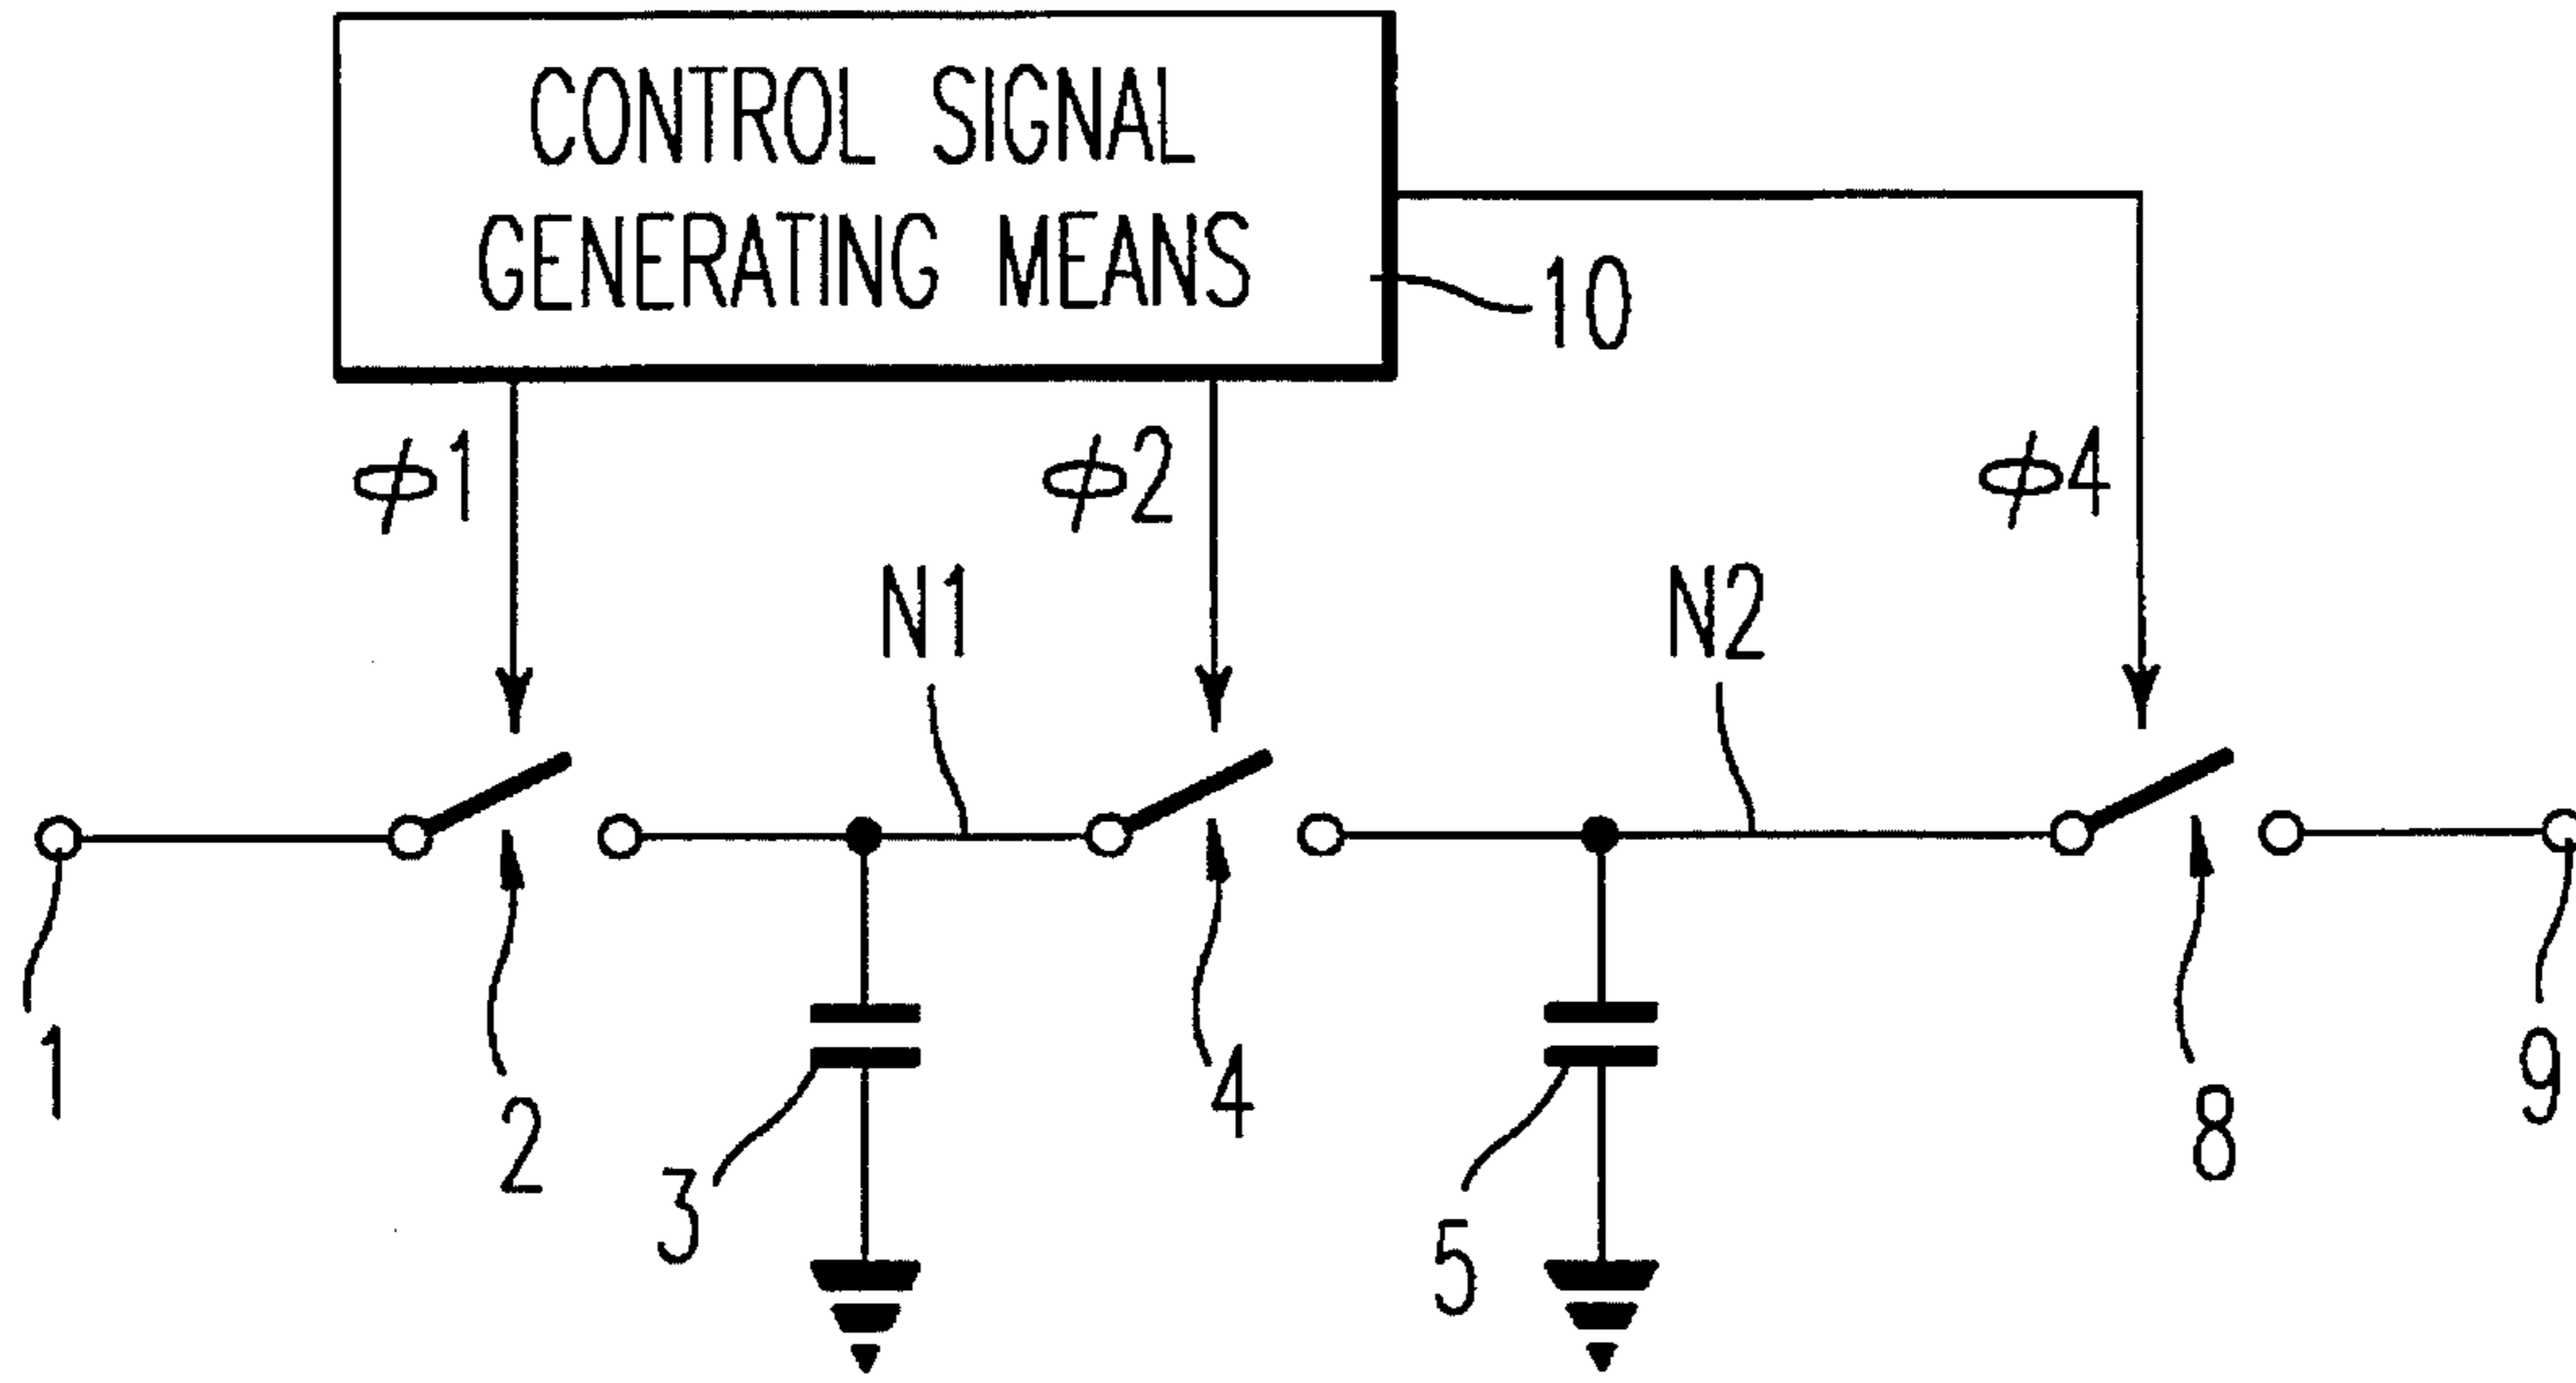 CONTROL SIGNAL
GENERATING MEANS
10
ϕ1
ϕ2
ϕ4
N1
N2
1
2
3
4
5
8
9